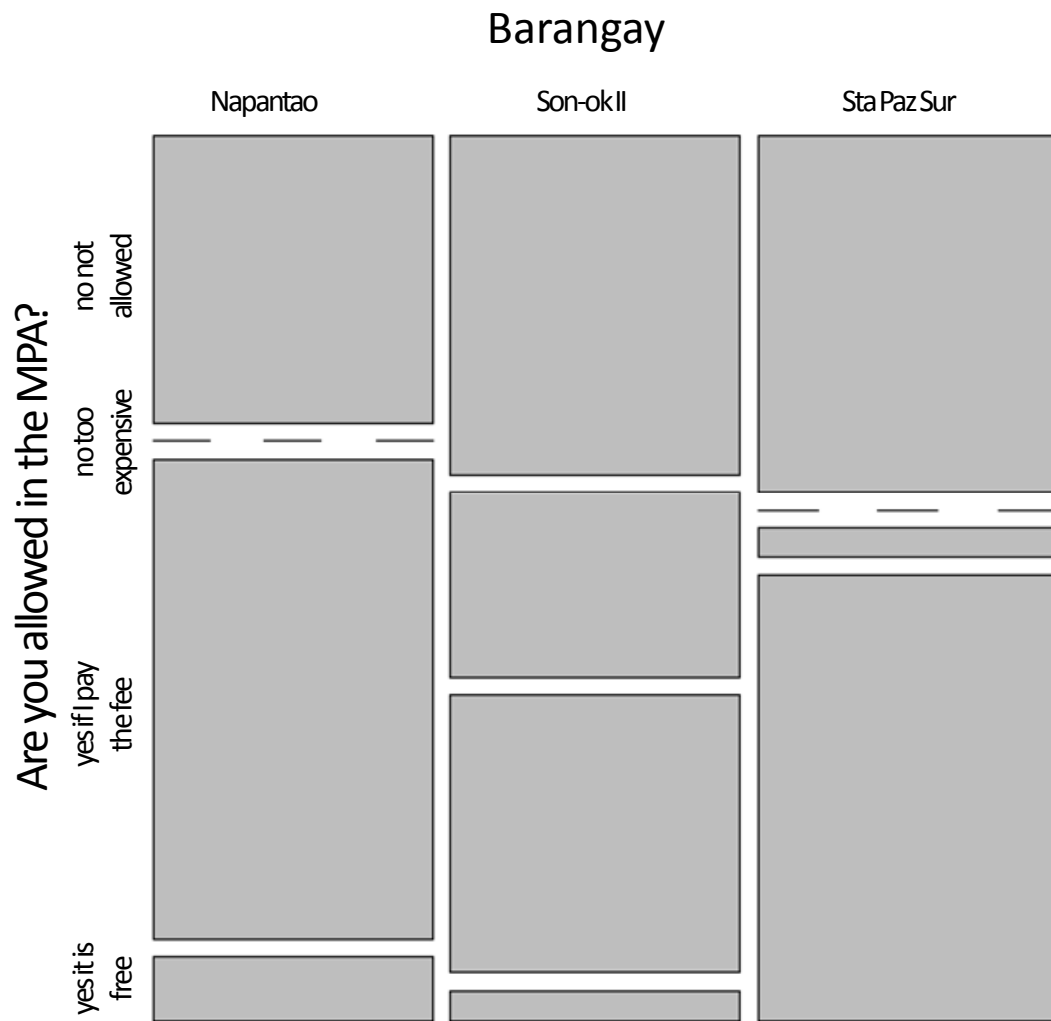 Barangay
Napantao
Son-ok II
Sta Paz Sur
Are you allowed in the MPA?
no not
allowed
no too
expensive
yes if I pay
the fee
yes it is
free